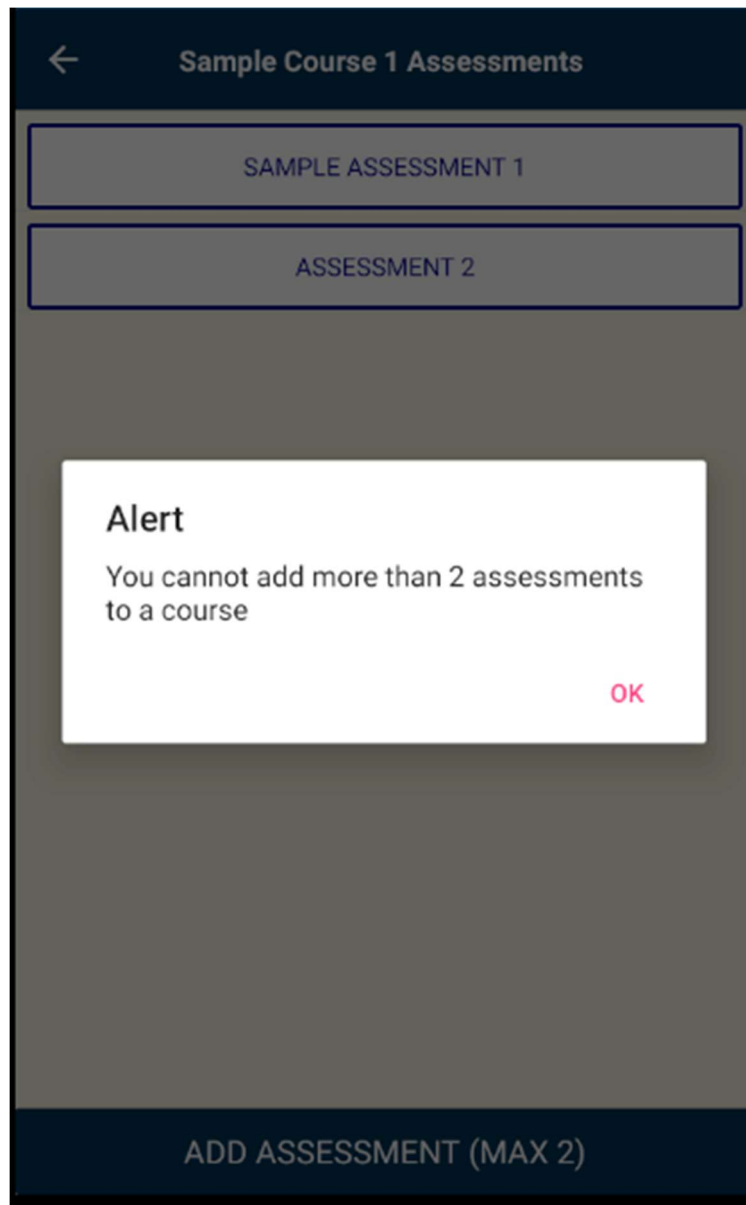 Sample Course 1 Assessments
SAMPLE ASSESSMENT 1
ASSESSMENT 2
Alert
You cannot add more than 2 assessments
to a course
OK
ADD ASSESSMENT (MAX 2)